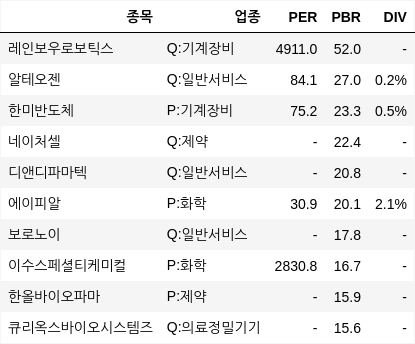 종목 업종 PER PBR DIV
레인보우로보틱스 Q:기계장비 4911.0 52.0 -
알테오젠 Q:일반서비스 84.1 27.0 0.2%
한미반도체 P:기계장비 75.2 23.3 0.5%
네이처셀 Q:제약 - 22.4 -
디앤디파마텍 Q:일반서비스 - 20.8 -
에이피알 P:화학 30.9 20.1 2.1%
보로노이 Q:일반서비스 - 17.8 -
이수스페셜티케미컬 P:화학 2830.8 16.7 -
한올바이오파마 P:제약 - 15.9 -
큐리옥스바이오시스템즈 Q:의료정밀기기 - 15.6 -